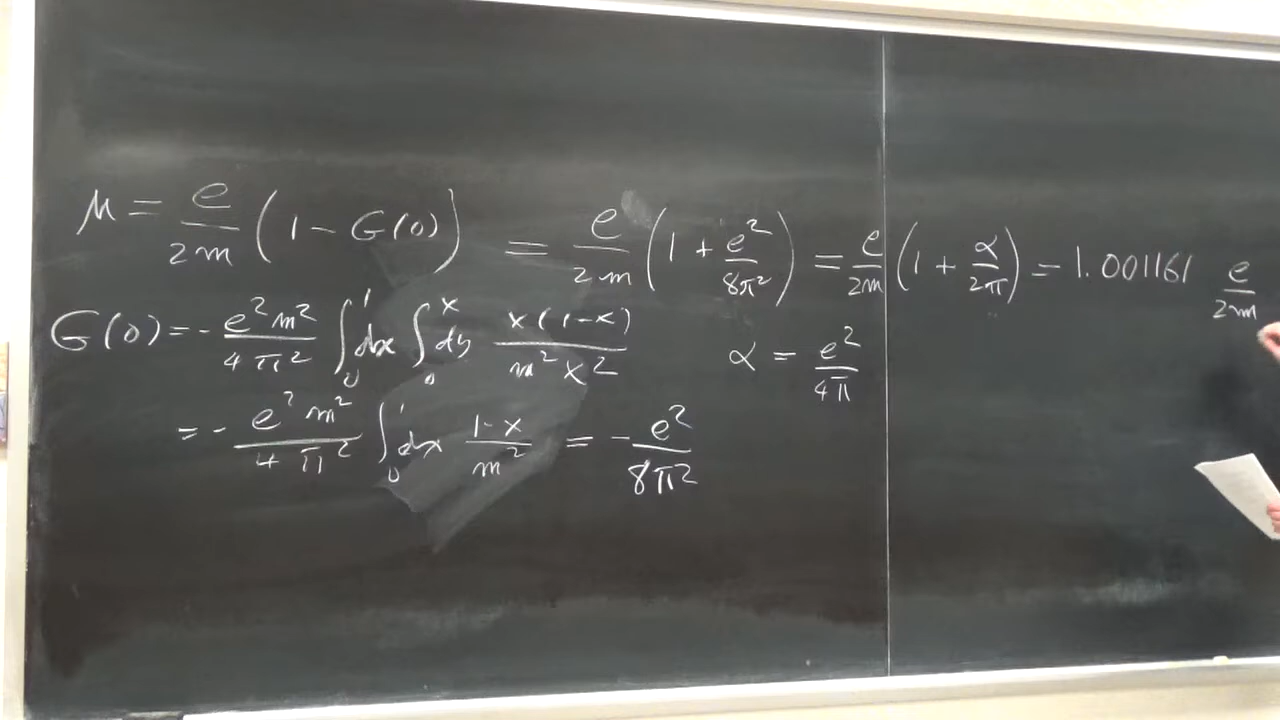 μ = e/2m (1 - G(0)) = e/2m (1 + e²/8π²) = e/2m (1 + α/2π) = 1.001161 e/2m
G(0) = - e²m²/4π² ∫₀¹ dx ∫₀ˣ dy x(1-x)/m²x² α = e²/4π
= - e²m²/4π² ∫₀¹ dx 1-x/m² = - e²/8π²